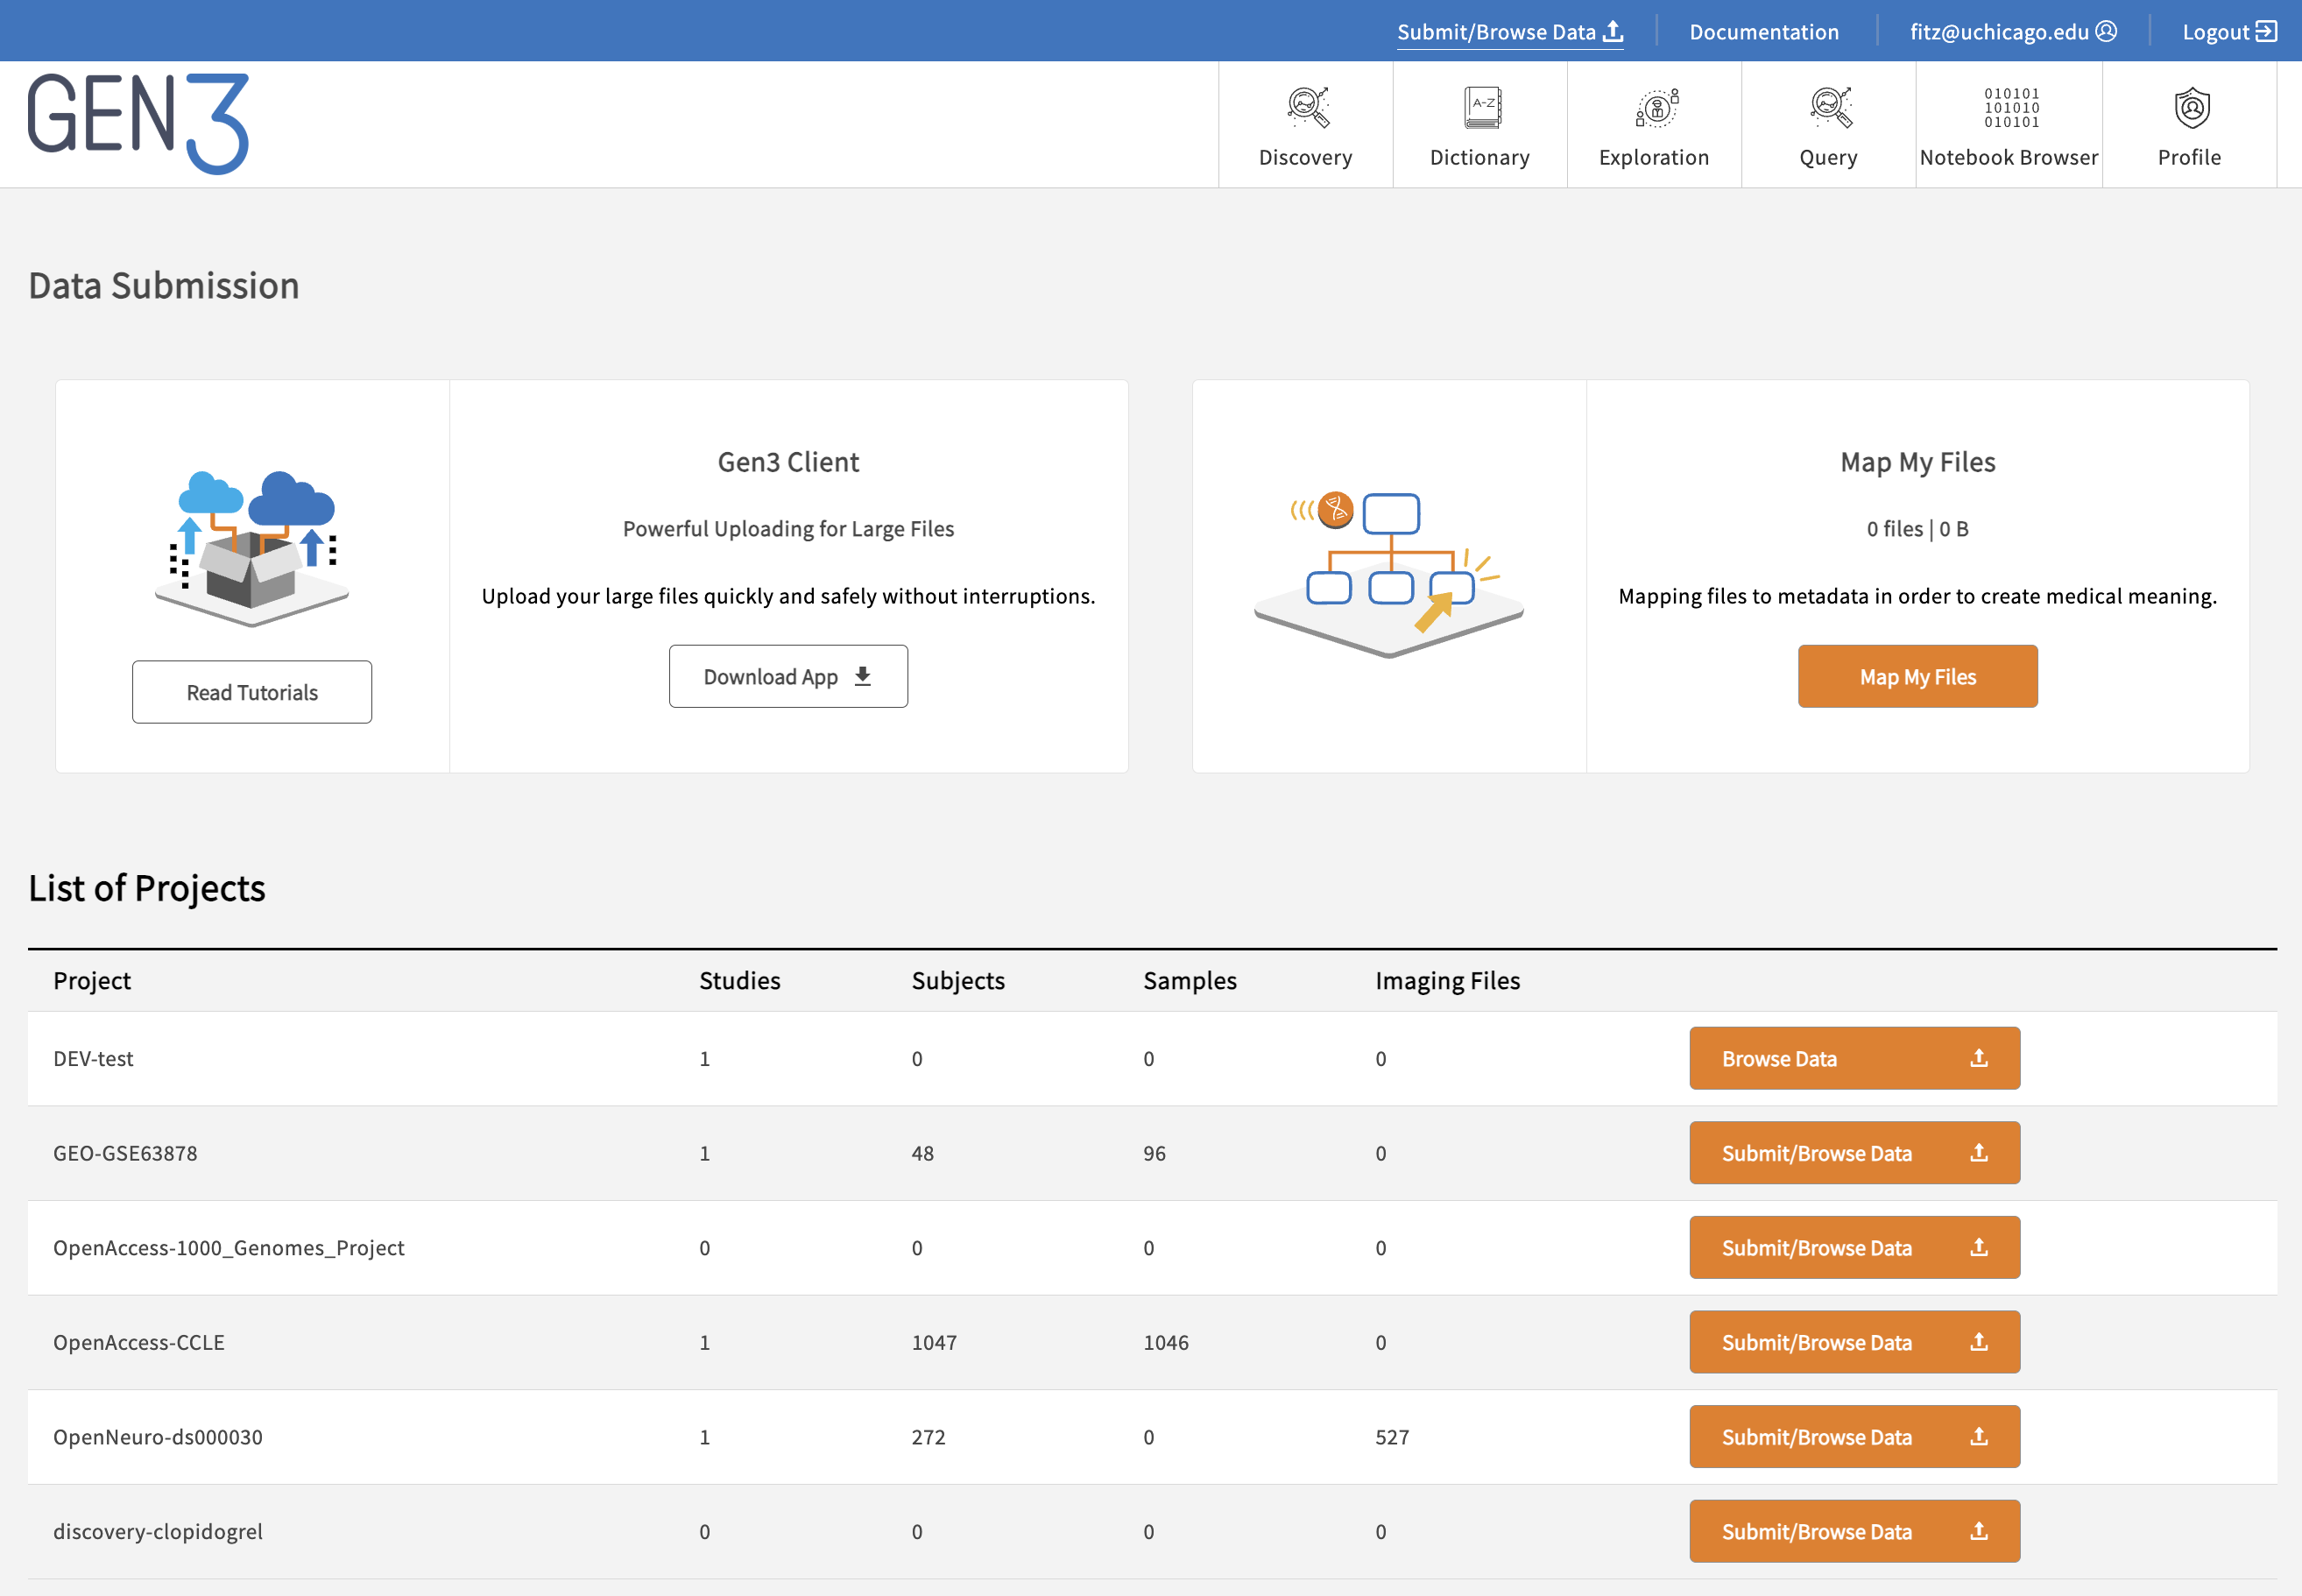 Submit/Browse Data
Documentation
fitz@uchicago.edu
Logout
GEN3
Discovery
A-Z
Dictionary
Exploration
Query
010101
101010
010101
Notebook Browser
Profile
Data Submission
Read Tutorials
Gen3 Client
Powerful Uploading for Large Files
Upload your large files quickly and safely without interruptions.
Download App
Map My Files
0 files | 0 B
Mapping files to metadata in order to create medical meaning.
Map My Files
List of Projects
Project Studies Subjects Samples Imaging Files
DEV-test 1 0 0 0 Browse Data
GEO-GSE63878 1 48 96 0 Submit/Browse Data
OpenAccess-1000_Genomes_Project 0 0 0 0 Submit/Browse Data
OpenAccess-CCLE 1 1047 1046 0 Submit/Browse Data
OpenNeuro-ds000030 1 272 0 527 Submit/Browse Data
discovery-clopidogrel 0 0 0 0 Submit/Browse Data